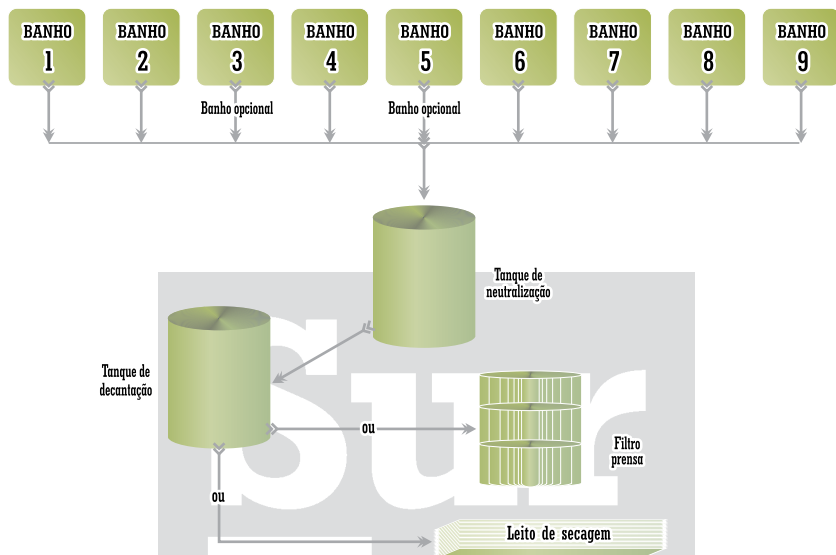 BANHO
1
BANHO
2
BANHO
3
BANHO
4
BANHO
5
BANHO
6
BANHO
7
BANHO
8
BANHO
9
Banho opcional
Banho opcional
Tanque de
neutralização
Tanque de
decantação
ou
Filtro
prensa
ou
Leito de secagem
Sur